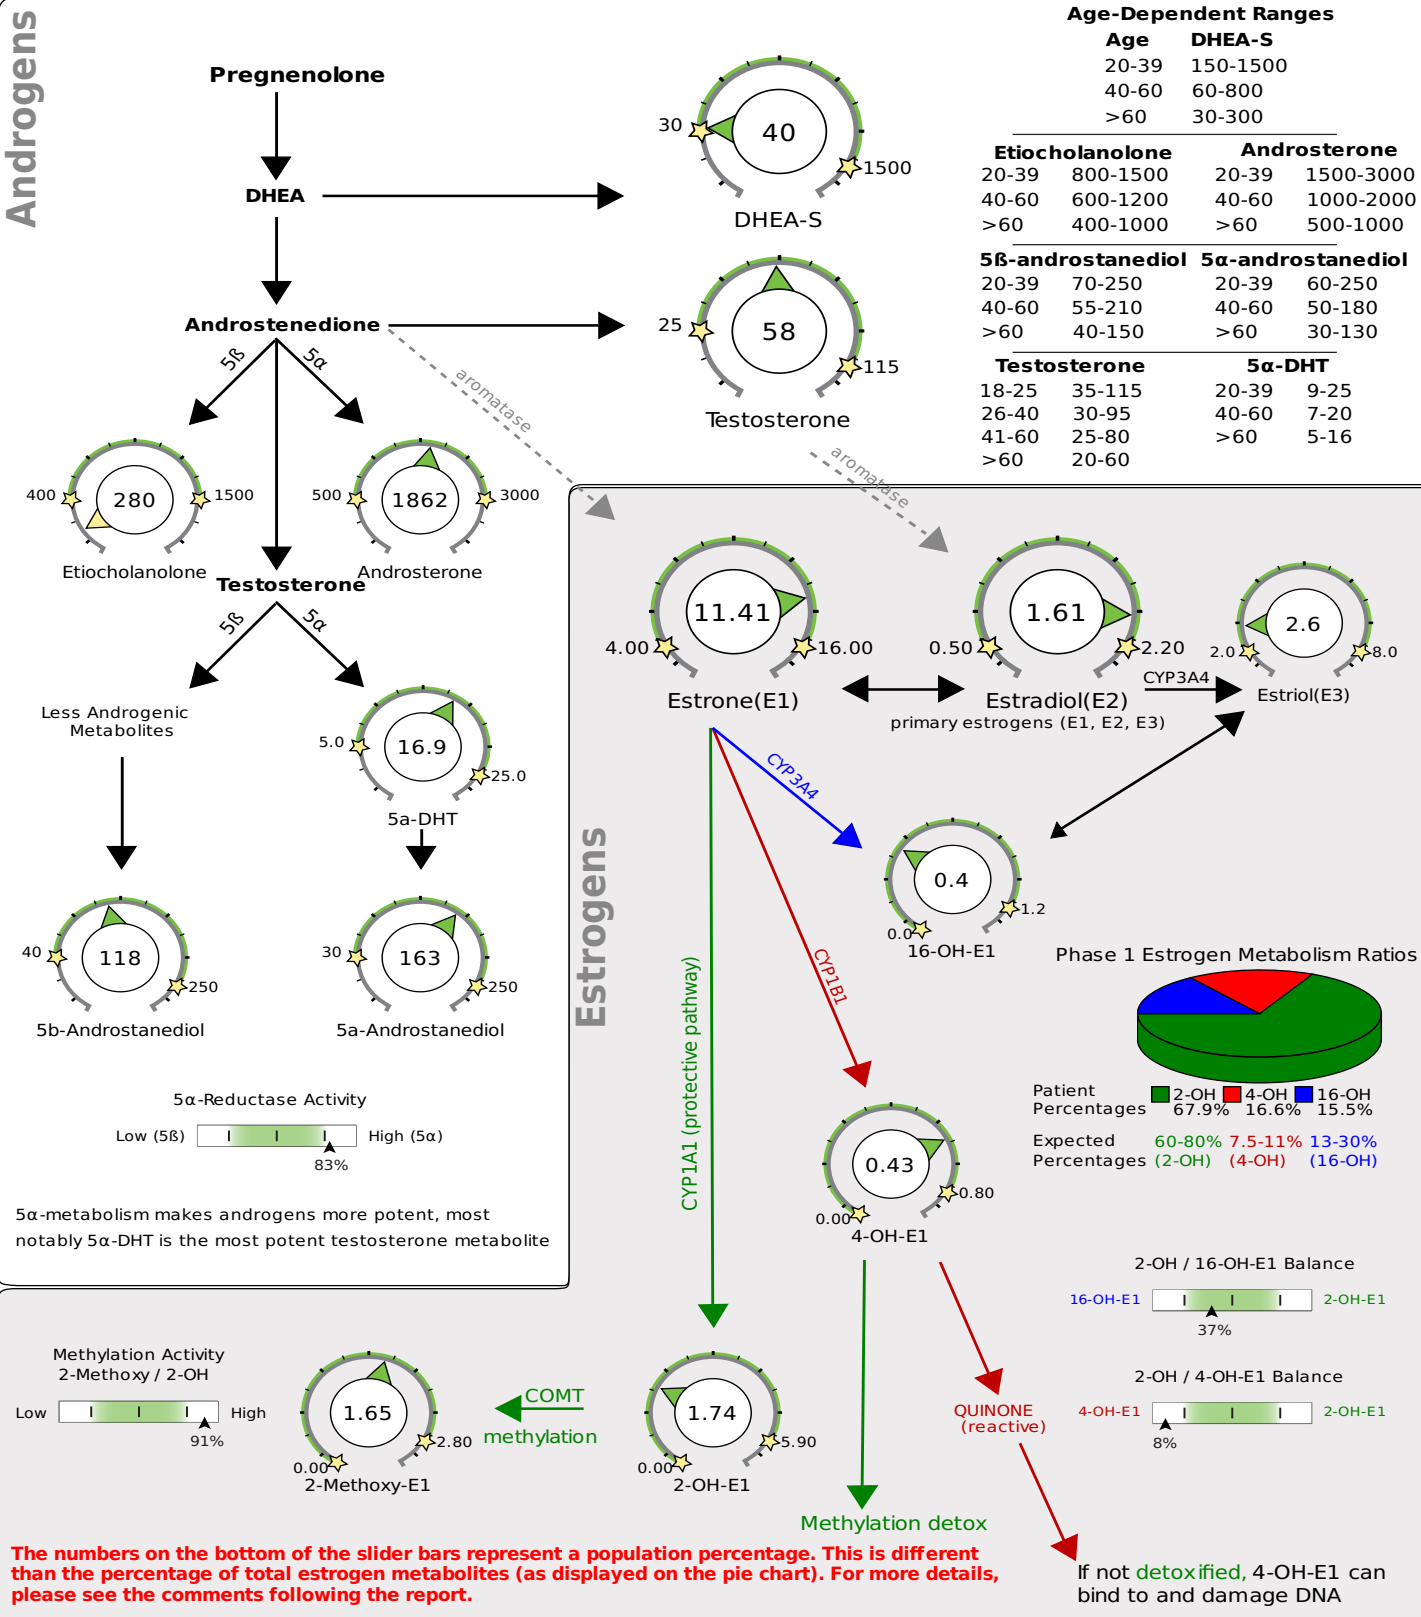 Androgens
Pregnenolone
DHEA
Androstenedione
5ß
5α
aromatase
30
40
1500
DHEA-S
25
58
115
Testosterone
aromatase
Age-Dependent Ranges
Age DHEA-S
20-39 150-1500
40-60 60-800
>60 30-300
Etiocholanolone Androsterone
20-39 800-1500 20-39 1500-3000
40-60 600-1200 40-60 1000-2000
>60 400-1000 >60 500-1000
5ß-androstanediol 5α-androstanediol
20-39 70-250 20-39 60-250
40-60 55-210 40-60 50-180
>60 40-150 >60 30-130
Testosterone 5α-DHT
18-25 35-115 20-39 9-25
26-40 30-95 40-60 7-20
41-60 25-80 >60 5-16
>60 20-60
400
280
1500
Etiocholanolone
500
1862
3000
Androsterone
Testosterone
5ß
5α
Less Androgenic
Metabolites
5.0
16.9
25.0
5a-DHT
40
118
250
5b-Androstanediol
30
163
250
5a-Androstanediol
5α-Reductase Activity
Low (5ß)
High (5α)
83%
5α-metabolism makes androgens more potent, most
notably 5α-DHT is the most potent testosterone metabolite
Estrogens
4.00
11.41
16.00
Estrone(E1)
0.50
1.61
2.20
Estradiol(E2)
primary estrogens (E1, E2, E3)
CYP3A4
2.0
2.6
8.0
Estriol(E3)
CYP3A4
0.0
0.4
1.2
16-OH-E1
CYP1B1
CYP1A1 (protective pathway)
Phase 1 Estrogen Metabolism Ratios
Patient
Percentages
2-OH 4-OH 16-OH
67.9% 16.6% 15.5%
Expected
Percentages
60-80% 7.5-11% 13-30%
(2-OH) (4-OH) (16-OH)
0.00
0.43
0.80
4-OH-E1
2-OH / 16-OH-E1 Balance
16-OH-E1
2-OH-E1
37%
2-OH / 4-OH-E1 Balance
4-OH-E1
2-OH-E1
8%
Methylation Activity
2-Methoxy / 2-OH
Low
High
91%
0.00
1.65
2.80
2-Methoxy-E1
COMT
methylation
0.00
1.74
5.90
2-OH-E1
QUINONE
(reactive)
Methylation detox
If not detoxified, 4-OH-E1 can
bind to and damage DNA
The numbers on the bottom of the slider bars represent a population percentage. This is different
than the percentage of total estrogen metabolites (as displayed on the pie chart). For more details,
please see the comments following the report.